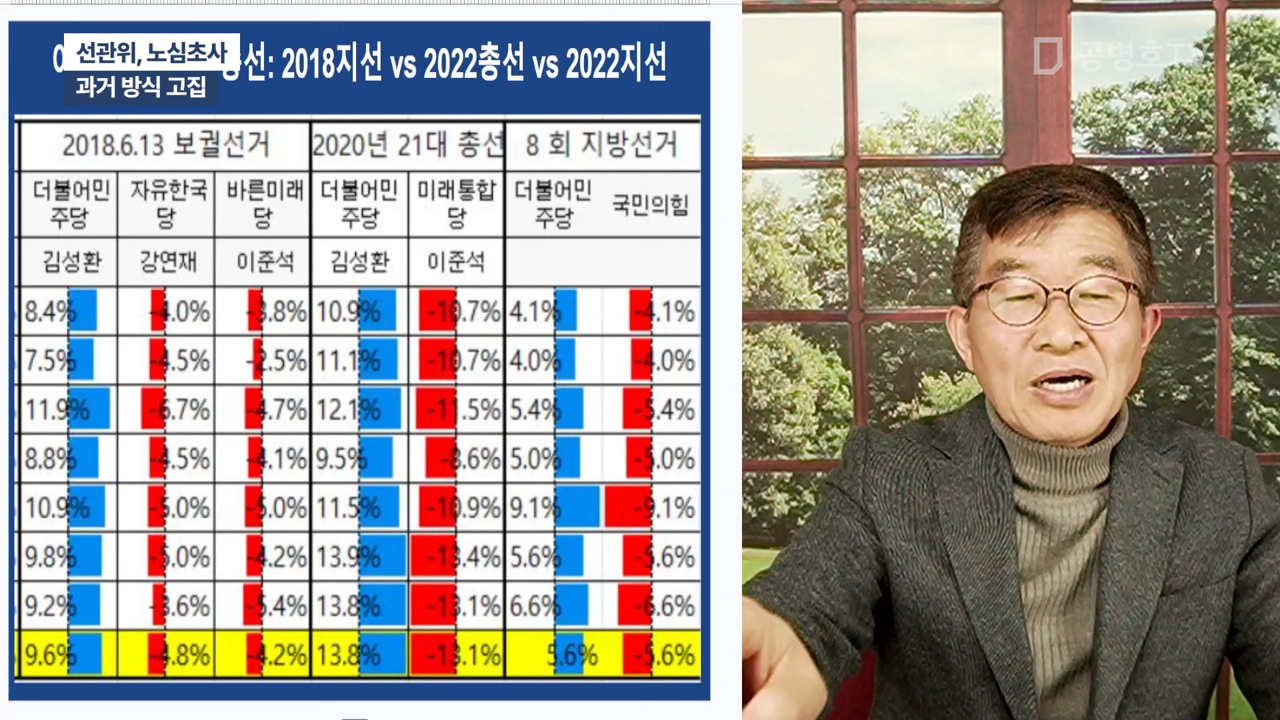 선관위, 노심초사
과거 방식 고집
총선: 2018지선 vs 2022총선 vs 2022지선
공병호TV
2018.6.13 보궐선거 2020년 21대 총선 8 회 지방선거
더불어민주당 자유한국당 바른미래당 더불어민주당 미래통합당 더불어민주당 국민의힘
김성환 강연재 이준석 김성환 이준석
8.4% -4.0% -3.8% 10.9% -10.7% 4.1% -4.1%
7.5% -4.5% -2.5% 11.1% -10.7% 4.0% -4.0%
11.9% -6.7% -4.7% 12.1% -11.5% 5.4% -5.4%
8.8% -4.5% -4.1% 9.5% -8.6% 5.0% -5.0%
10.9% -5.0% -5.0% 11.5% -10.9% 9.1% -9.1%
9.8% -5.0% -4.2% 13.9% -13.4% 5.6% -5.6%
9.2% -3.6% -5.4% 13.8% -13.1% 6.6% -6.6%
9.6% -4.8% -4.2% 13.8% -13.1% 5.6% -5.6%